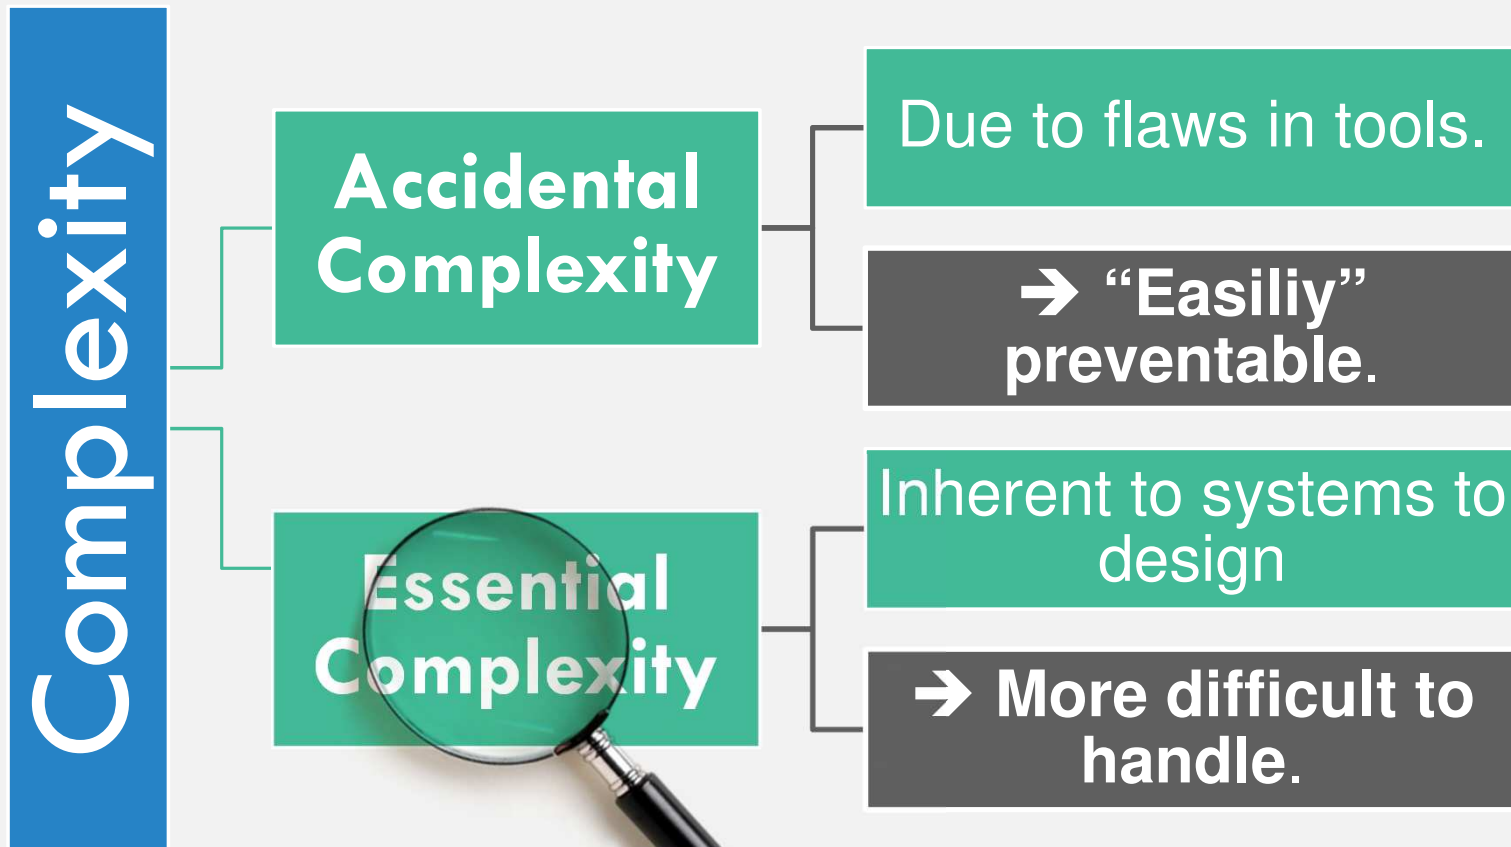 Complexity
Accidental
Complexity
Due to flaws in tools.
➔ “Easiliy”
preventable.
Essential
Complexity
Inherent to systems to
design
➔ More difficult to
handle.